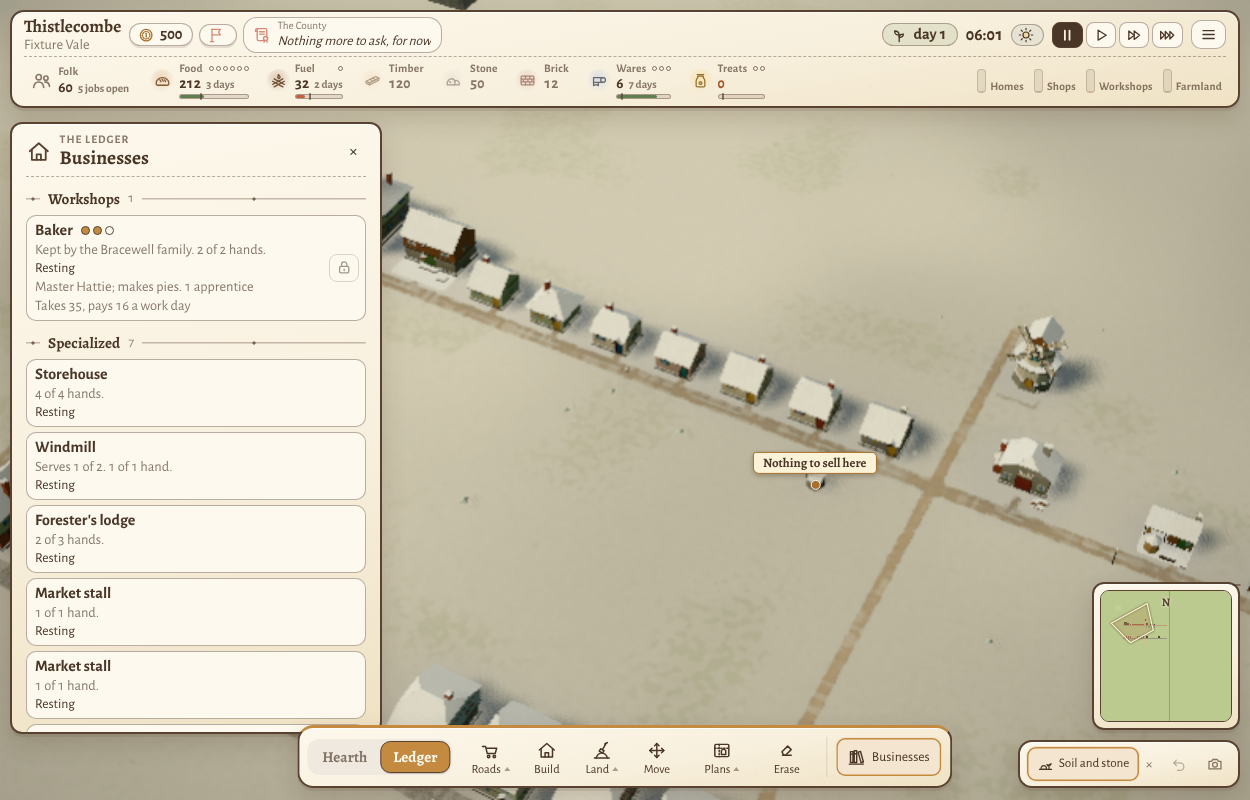 Thistlecombe
Fixture Vale
500
The County
Nothing more to ask, for now
day 1
06:01
Folk
60 5 jobs open
Food
212 3 days
Fuel
32 2 days
Timber
120
Stone
50
Brick
12
Wares
6 7 days
Treats
0
Homes
Shops
Workshops
Farmland
THE LEDGER
Businesses
×
Workshops 1
Baker
Kept by the Bracewell family. 2 of 2 hands.
Resting
Master Hattie; makes pies. 1 apprentice
Takes 35, pays 16 a work day
Specialized 7
Storehouse
4 of 4 hands.
Resting
Windmill
Serves 1 of 2. 1 of 1 hand.
Resting
Forester's lodge
2 of 3 hands.
Resting
Market stall
1 of 1 hand.
Resting
Market stall
1 of 1 hand.
Resting
Nothing to sell here
N
Hearth
Ledger
Roads
Build
Land
Move
Plans
Erase
Businesses
Soil and stone
×